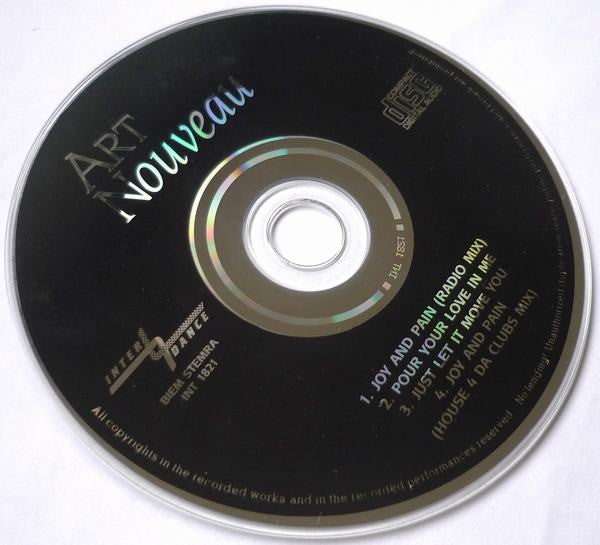 ART
Nouveau
COMPACT
disc
DIGITAL AUDIO
INT 1821
1. JOY AND PAIN (RADIO MIX)
2. POUR YOUR LOVE IN ME
3. JUST LET IT MOVE YOU
4. JOY AND PAIN
(HOUSE 4 DA CLUBS MIX)
INTER DANCE
BIEM STEMRA
INT 1821
All copyrights in the recorded works and in the recorded performances reserved. No lending! Unauthorized duplication